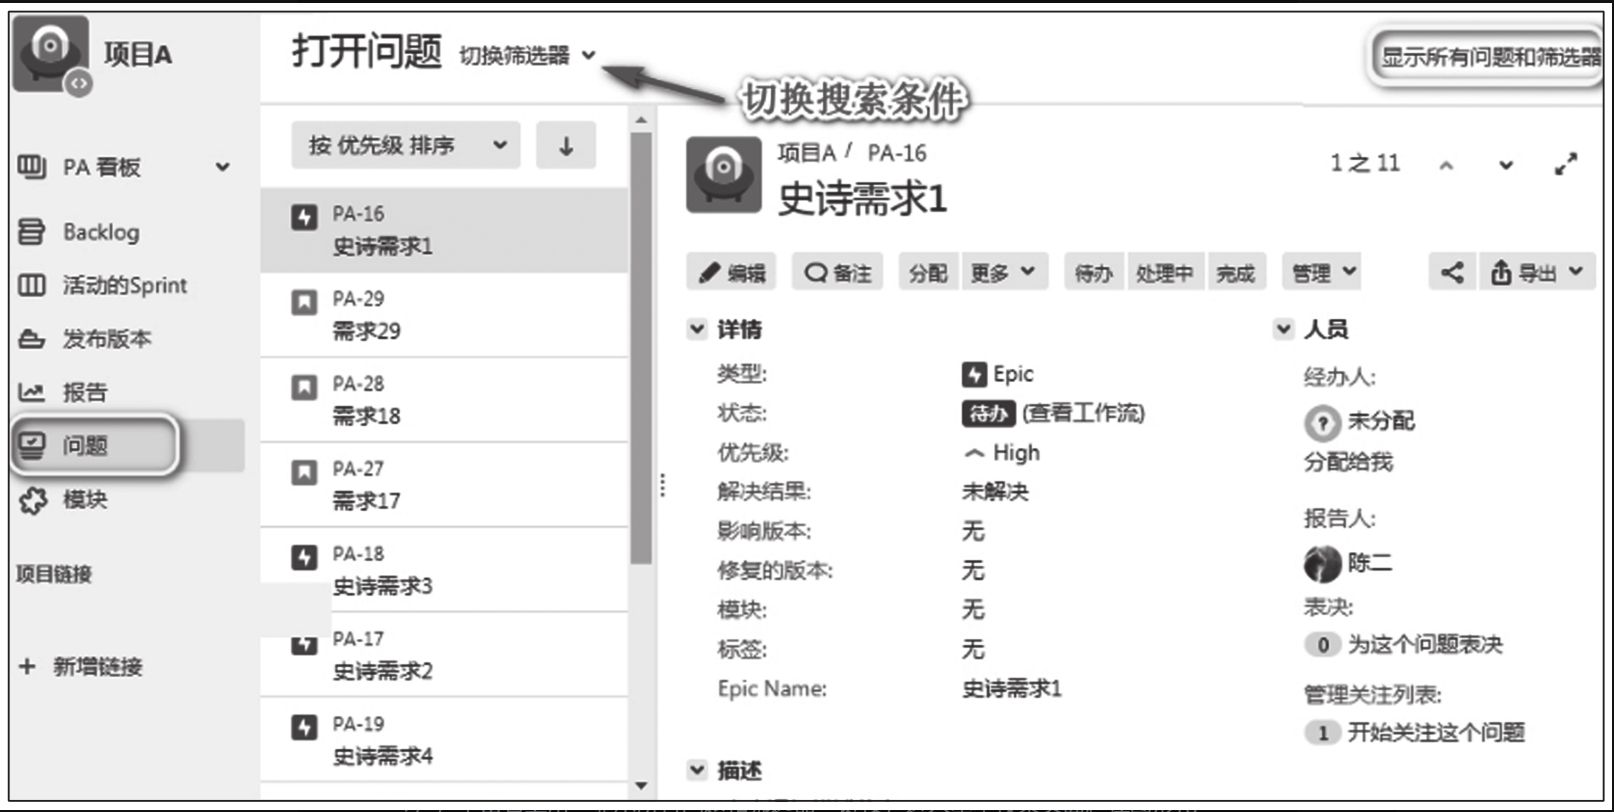 项目A
PA 看板
Backlog
活动的Sprint
发布版本
报告
问题
模块
项目链接
+ 新增链接
打开问题 切换筛选器
切换搜索条件
显示所有问题和筛选器
按 优先级 排序
PA-16
史诗需求1
PA-29
需求29
PA-28
需求18
PA-27
需求17
PA-18
史诗需求3
PA-17
史诗需求2
PA-19
史诗需求4
项目A / PA-16
史诗需求1
1 之 11
编辑 备注 分配 更多 待办 处理中 完成 管理 导出
详情
类型: Epic
状态: 待办 (查看工作流)
优先级: High
解决结果: 未解决
影响版本: 无
修复的版本: 无
模块: 无
标签: 无
Epic Name: 史诗需求1
描述
人员
经办人:
? 未分配
分配给我
报告人:
陈二
表决:
0 为这个问题表决
管理关注列表:
1 开始关注这个问题